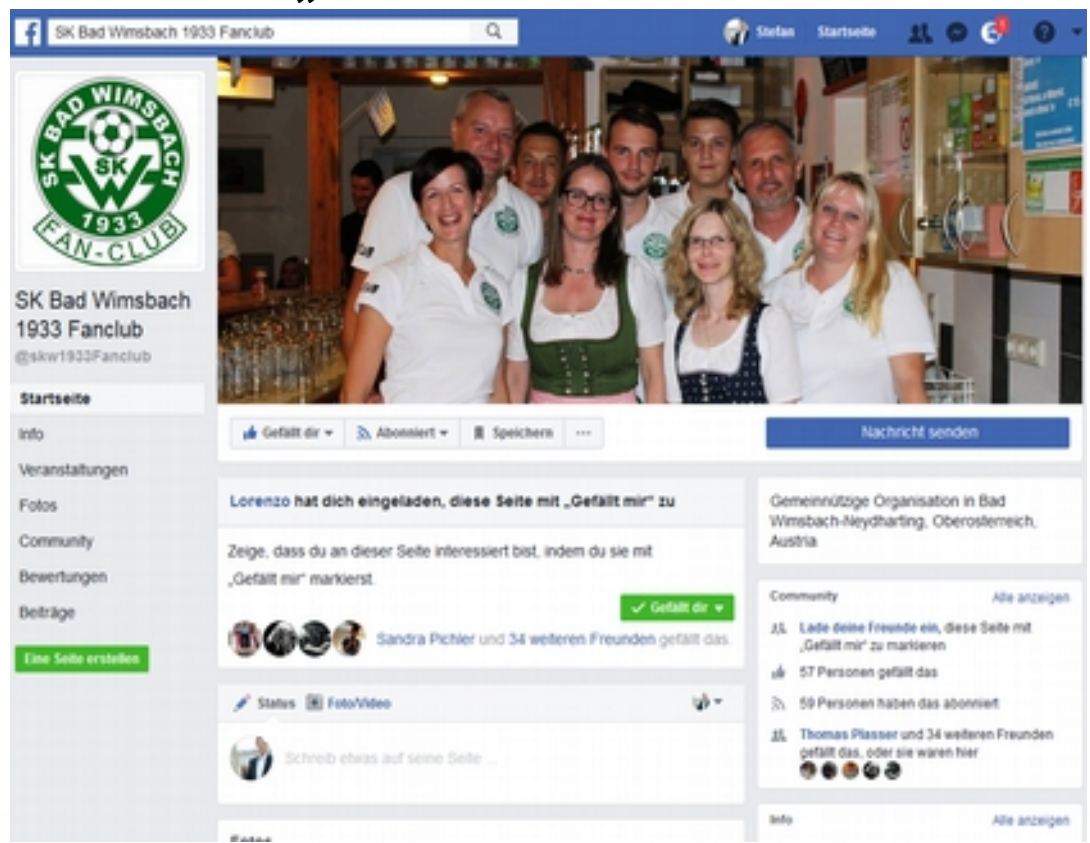 SK Bad Wimsbach 1933 Fanclub
Stefan Startseite
SK BAD WIMSBACH
SK
1933
FAN-CLUB
SK Bad Wimsbach
1933 Fanclub
@skw1933Fanclub
Startseite
Info
Veranstaltungen
Fotos
Community
Bewertungen
Beiträge
Eine Seite erstellen
Gefällt dir
Abonniert
Speichern
...
Nachricht senden
Lorenzo hat dich eingeladen, diese Seite mit „Gefällt mir“ zu
Zeige, dass du an dieser Seite interessiert bist, indem du sie mit
„Gefällt mir“ markierst.
Gefällt dir
Sandra Pichler und 34 weiteren Freunden gefällt das.
Status Foto/Video
Schreib etwas auf seine Seite ...
Fotos
Gemeinnützige Organisation in Bad
Wimsbach-Neydharting, Oberosterreich,
Austria
Community Alle anzeigen
Lade deine Freunde ein, diese Seite mit
„Gefällt mir“ zu markieren
57 Personen gefällt das
59 Personen haben das abonniert
Thomas Plasser und 34 weiteren Freunden
gefällt das, oder sie waren hier
Info Alle anzeigen